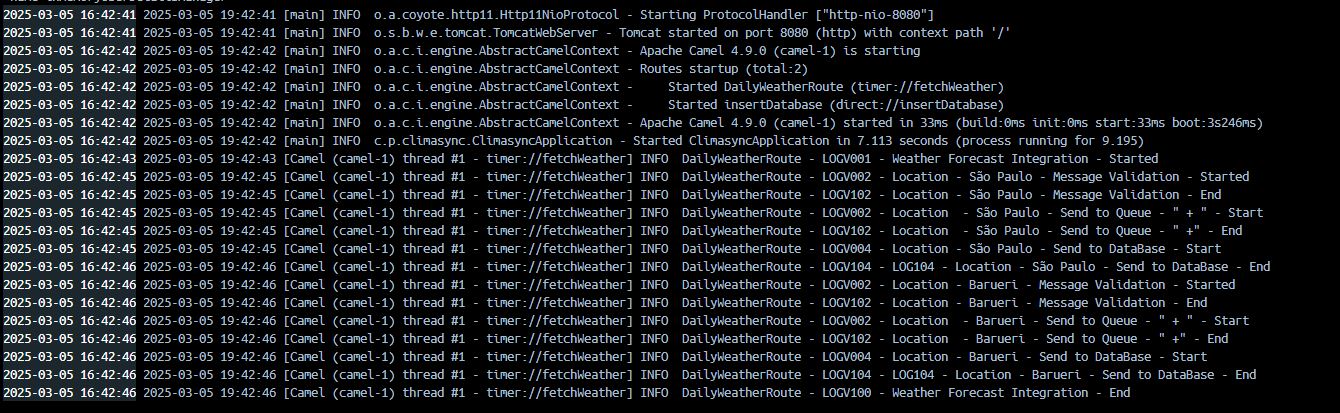 2025-03-05 16:42:41 2025-03-05 19:42:41 [main] INFO  o.a.coyote.http11.Http11NioProtocol - Starting ProtocolHandler ["http-nio-8080"]
2025-03-05 16:42:41 2025-03-05 19:42:41 [main] INFO  o.s.b.w.e.tomcat.TomcatWebServer - Tomcat started on port 8080 (http) with context path '/'
2025-03-05 16:42:42 2025-03-05 19:42:42 [main] INFO  o.a.c.i.engine.AbstractCamelContext - Apache Camel 4.9.0 (camel-1) is starting
2025-03-05 16:42:42 2025-03-05 19:42:42 [main] INFO  o.a.c.i.engine.AbstractCamelContext - Routes startup (total:2)
2025-03-05 16:42:42 2025-03-05 19:42:42 [main] INFO  o.a.c.i.engine.AbstractCamelContext -     Started DailyWeatherRoute (timer://fetchWeather)
2025-03-05 16:42:42 2025-03-05 19:42:42 [main] INFO  o.a.c.i.engine.AbstractCamelContext -     Started insertDatabase (direct://insertDatabase)
2025-03-05 16:42:42 2025-03-05 19:42:42 [main] INFO  o.a.c.i.engine.AbstractCamelContext - Apache Camel 4.9.0 (camel-1) started in 33ms (build:0ms init:0ms start:33ms boot:3s246ms)
2025-03-05 16:42:42 2025-03-05 19:42:42 [main] INFO  c.p.climasync.ClimasyncApplication - Started ClimasyncApplication in 7.113 seconds (process running for 9.195)
2025-03-05 16:42:43 2025-03-05 19:42:43 [Camel (camel-1) thread #1 - timer://fetchWeather] INFO  DailyWeatherRoute - LOGV001 - Weather Forecast Integration - Started
2025-03-05 16:42:45 2025-03-05 19:42:45 [Camel (camel-1) thread #1 - timer://fetchWeather] INFO  DailyWeatherRoute - LOGV002 - Location - São Paulo - Message Validation - Started
2025-03-05 16:42:45 2025-03-05 19:42:45 [Camel (camel-1) thread #1 - timer://fetchWeather] INFO  DailyWeatherRoute - LOGV102 - Location - São Paulo - Message Validation - End
2025-03-05 16:42:45 2025-03-05 19:42:45 [Camel (camel-1) thread #1 - timer://fetchWeather] INFO  DailyWeatherRoute - LOGV002 - Location  - São Paulo - Send to Queue - " + " - Start
2025-03-05 16:42:45 2025-03-05 19:42:45 [Camel (camel-1) thread #1 - timer://fetchWeather] INFO  DailyWeatherRoute - LOGV102 - Location  - São Paulo - Send to Queue - " +" - End
2025-03-05 16:42:45 2025-03-05 19:42:45 [Camel (camel-1) thread #1 - timer://fetchWeather] INFO  DailyWeatherRoute - LOGV004 - Location - São Paulo - Send to DataBase - Start
2025-03-05 16:42:46 2025-03-05 19:42:46 [Camel (camel-1) thread #1 - timer://fetchWeather] INFO  DailyWeatherRoute - LOGV104 - LOG104 - Location - São Paulo - Send to DataBase - End
2025-03-05 16:42:46 2025-03-05 19:42:46 [Camel (camel-1) thread #1 - timer://fetchWeather] INFO  DailyWeatherRoute - LOGV002 - Location - Barueri - Message Validation - Started
2025-03-05 16:42:46 2025-03-05 19:42:46 [Camel (camel-1) thread #1 - timer://fetchWeather] INFO  DailyWeatherRoute - LOGV102 - Location - Barueri - Message Validation - End
2025-03-05 16:42:46 2025-03-05 19:42:46 [Camel (camel-1) thread #1 - timer://fetchWeather] INFO  DailyWeatherRoute - LOGV002 - Location  - Barueri - Send to Queue - " + " - Start
2025-03-05 16:42:46 2025-03-05 19:42:46 [Camel (camel-1) thread #1 - timer://fetchWeather] INFO  DailyWeatherRoute - LOGV102 - Location  - Barueri - Send to Queue - " +" - End
2025-03-05 16:42:46 2025-03-05 19:42:46 [Camel (camel-1) thread #1 - timer://fetchWeather] INFO  DailyWeatherRoute - LOGV004 - Location - Barueri - Send to DataBase - Start
2025-03-05 16:42:46 2025-03-05 19:42:46 [Camel (camel-1) thread #1 - timer://fetchWeather] INFO  DailyWeatherRoute - LOGV104 - LOG104 - Location - Barueri - Send to DataBase - End
2025-03-05 16:42:46 2025-03-05 19:42:46 [Camel (camel-1) thread #1 - timer://fetchWeather] INFO  DailyWeatherRoute - LOGV100 - Weather Forecast Integration - End